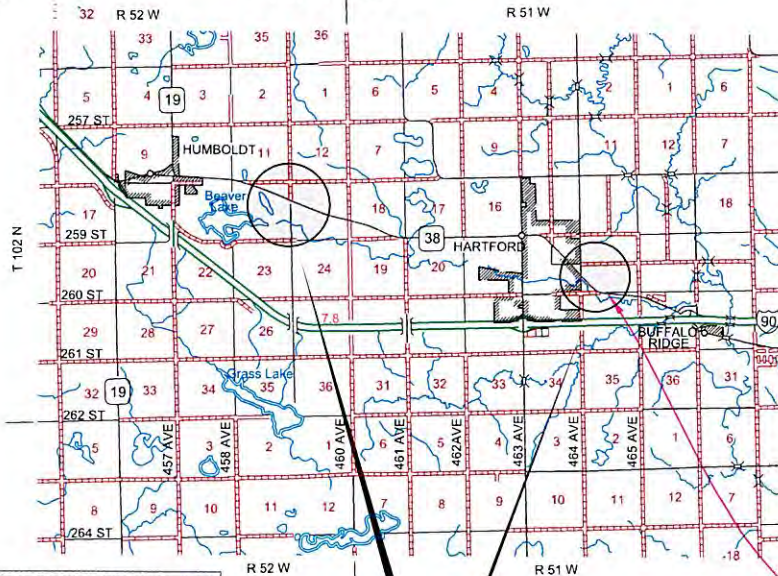 32 R 52 W R 51 W
33 35 36
5 4 19 3 2 1 6 5 4 2 1 6
257 ST
9 HUMBOLDT 11 12 7 9 11 12 7
Beaver
Lake
17 18 17 16
259 ST 38 HARTFORD
T 102 N
20 21 22 23 24 19 20
260 ST
7.8 90
29 28 27 26 BUFFALO
RIDGE
261 ST
Grass Lake
32 19 33 34 35 36 31 32 33 34 35 36 31
262 ST
457 AVE 458 AVE 460 AVE 461 AVE 462AVE 463 AVE 464 AVE 465 AVE
5 3 2 1 6 5 4 3 2 1 6
8 9 10 11 12 7 8 9 10 11 12 7
264 ST
18
R 52 W R 51 W